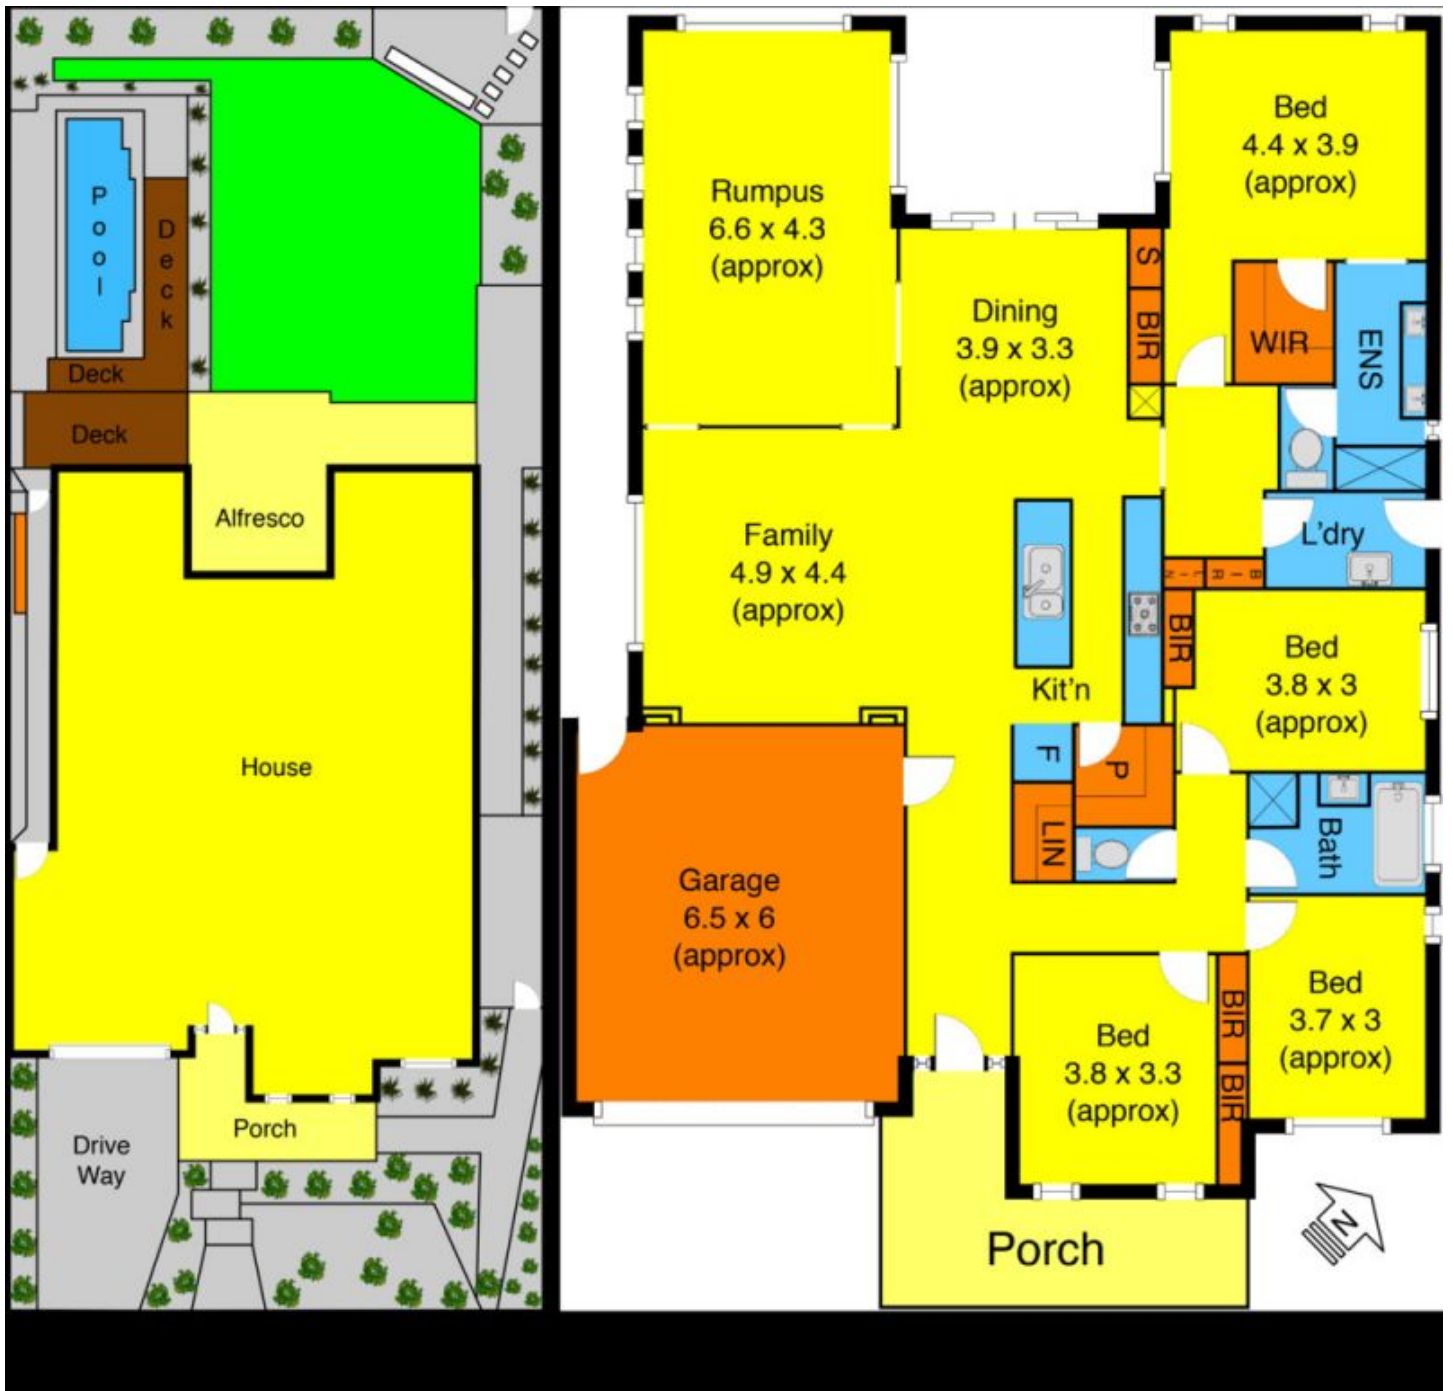 Pool
Deck
Deck
Deck
Alfresco
House
Porch
Drive
Way
Rumpus
6.6 x 4.3
(approx)
Bed
4.4 x 3.9
(approx)
S
BIR
Dining
3.9 x 3.3
(approx)
WIR
ENS
Family
4.9 x 4.4
(approx)
L'dry
LIN
BIR
BIR
Bed
3.8 x 3
(approx)
Kit'n
F
P
LIN
Bath
Garage
6.5 x 6
(approx)
Bed
3.8 x 3.3
(approx)
BIR
BIR
Bed
3.7 x 3
(approx)
Porch
N